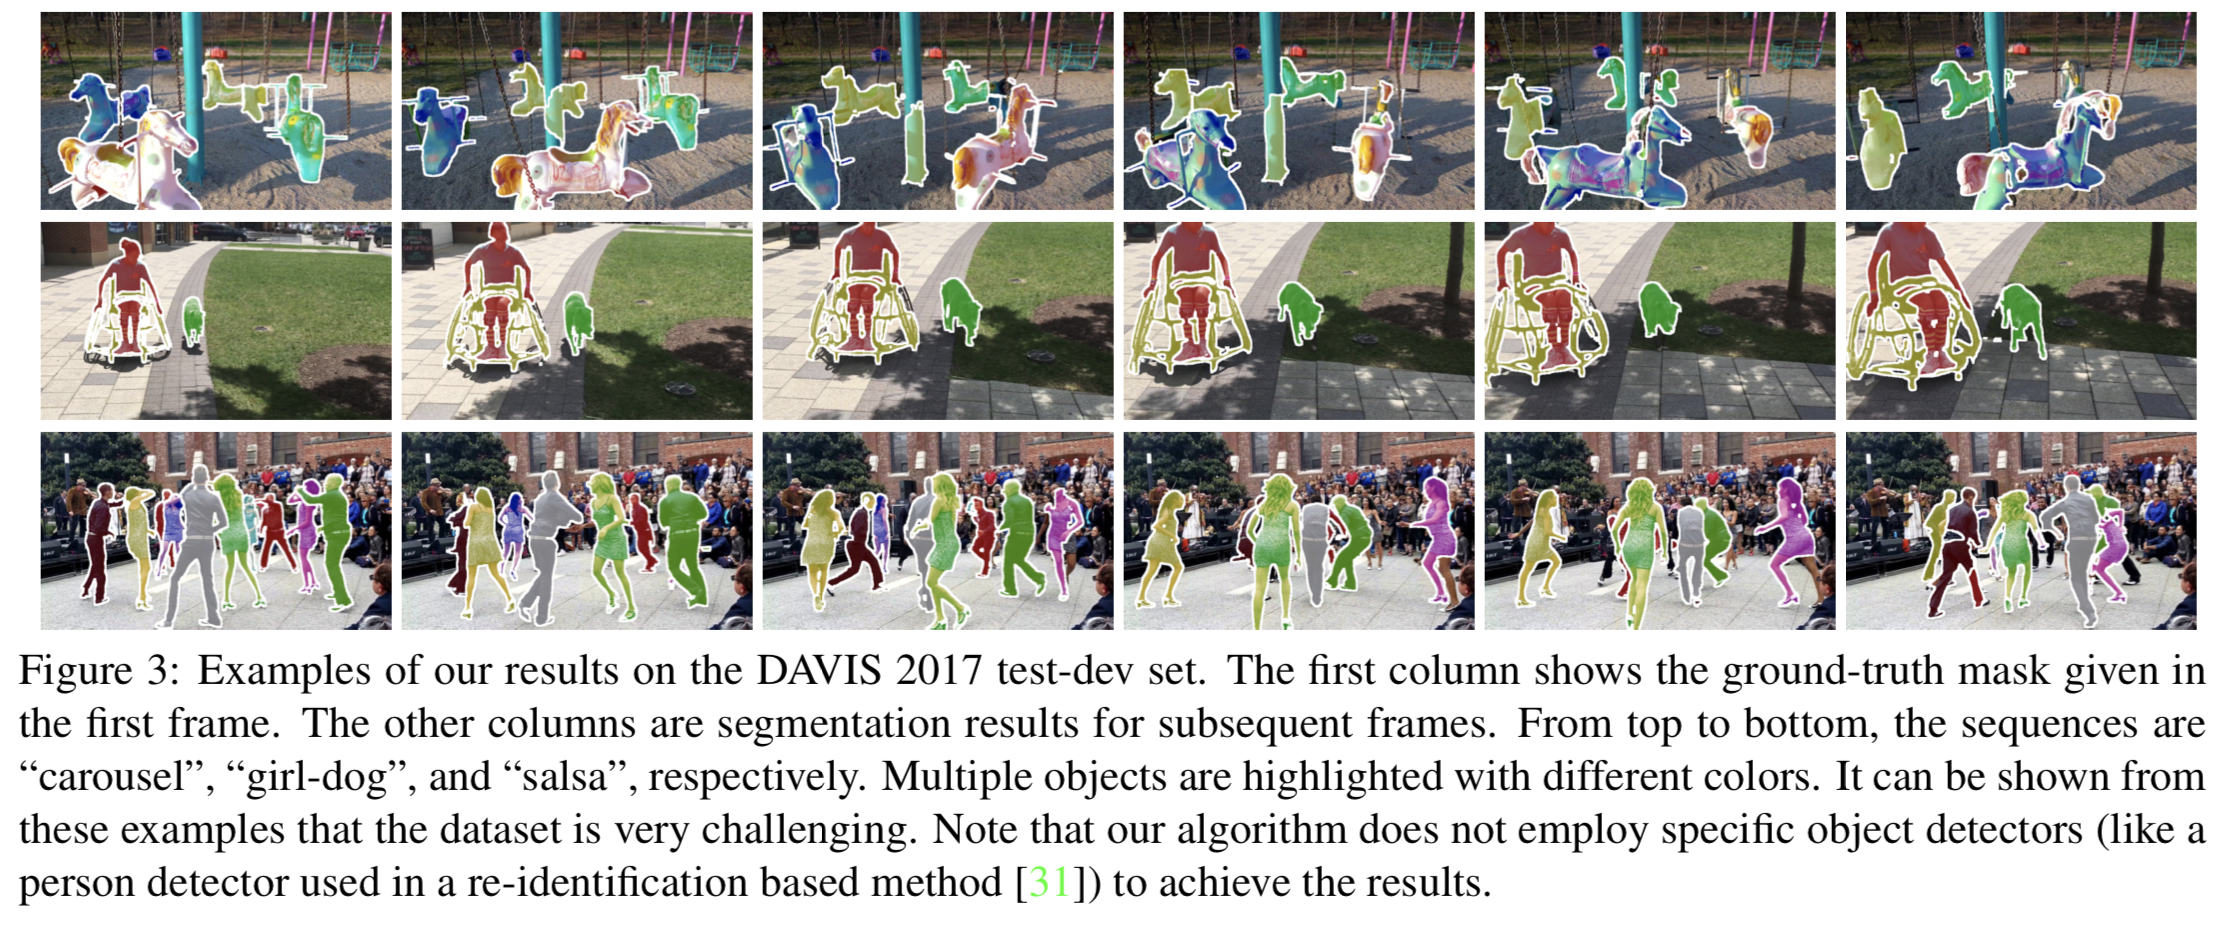 Figure 3: Examples of our results on the DAVIS 2017 test-dev set. The first column shows the ground-truth mask given in
the first frame. The other columns are segmentation results for subsequent frames. From top to bottom, the sequences are
“carousel”, “girl-dog”, and “salsa”, respectively. Multiple objects are highlighted with different colors. It can be shown from
these examples that the dataset is very challenging. Note that our algorithm does not employ specific object detectors (like a
person detector used in a re-identification based method [31]) to achieve the results.